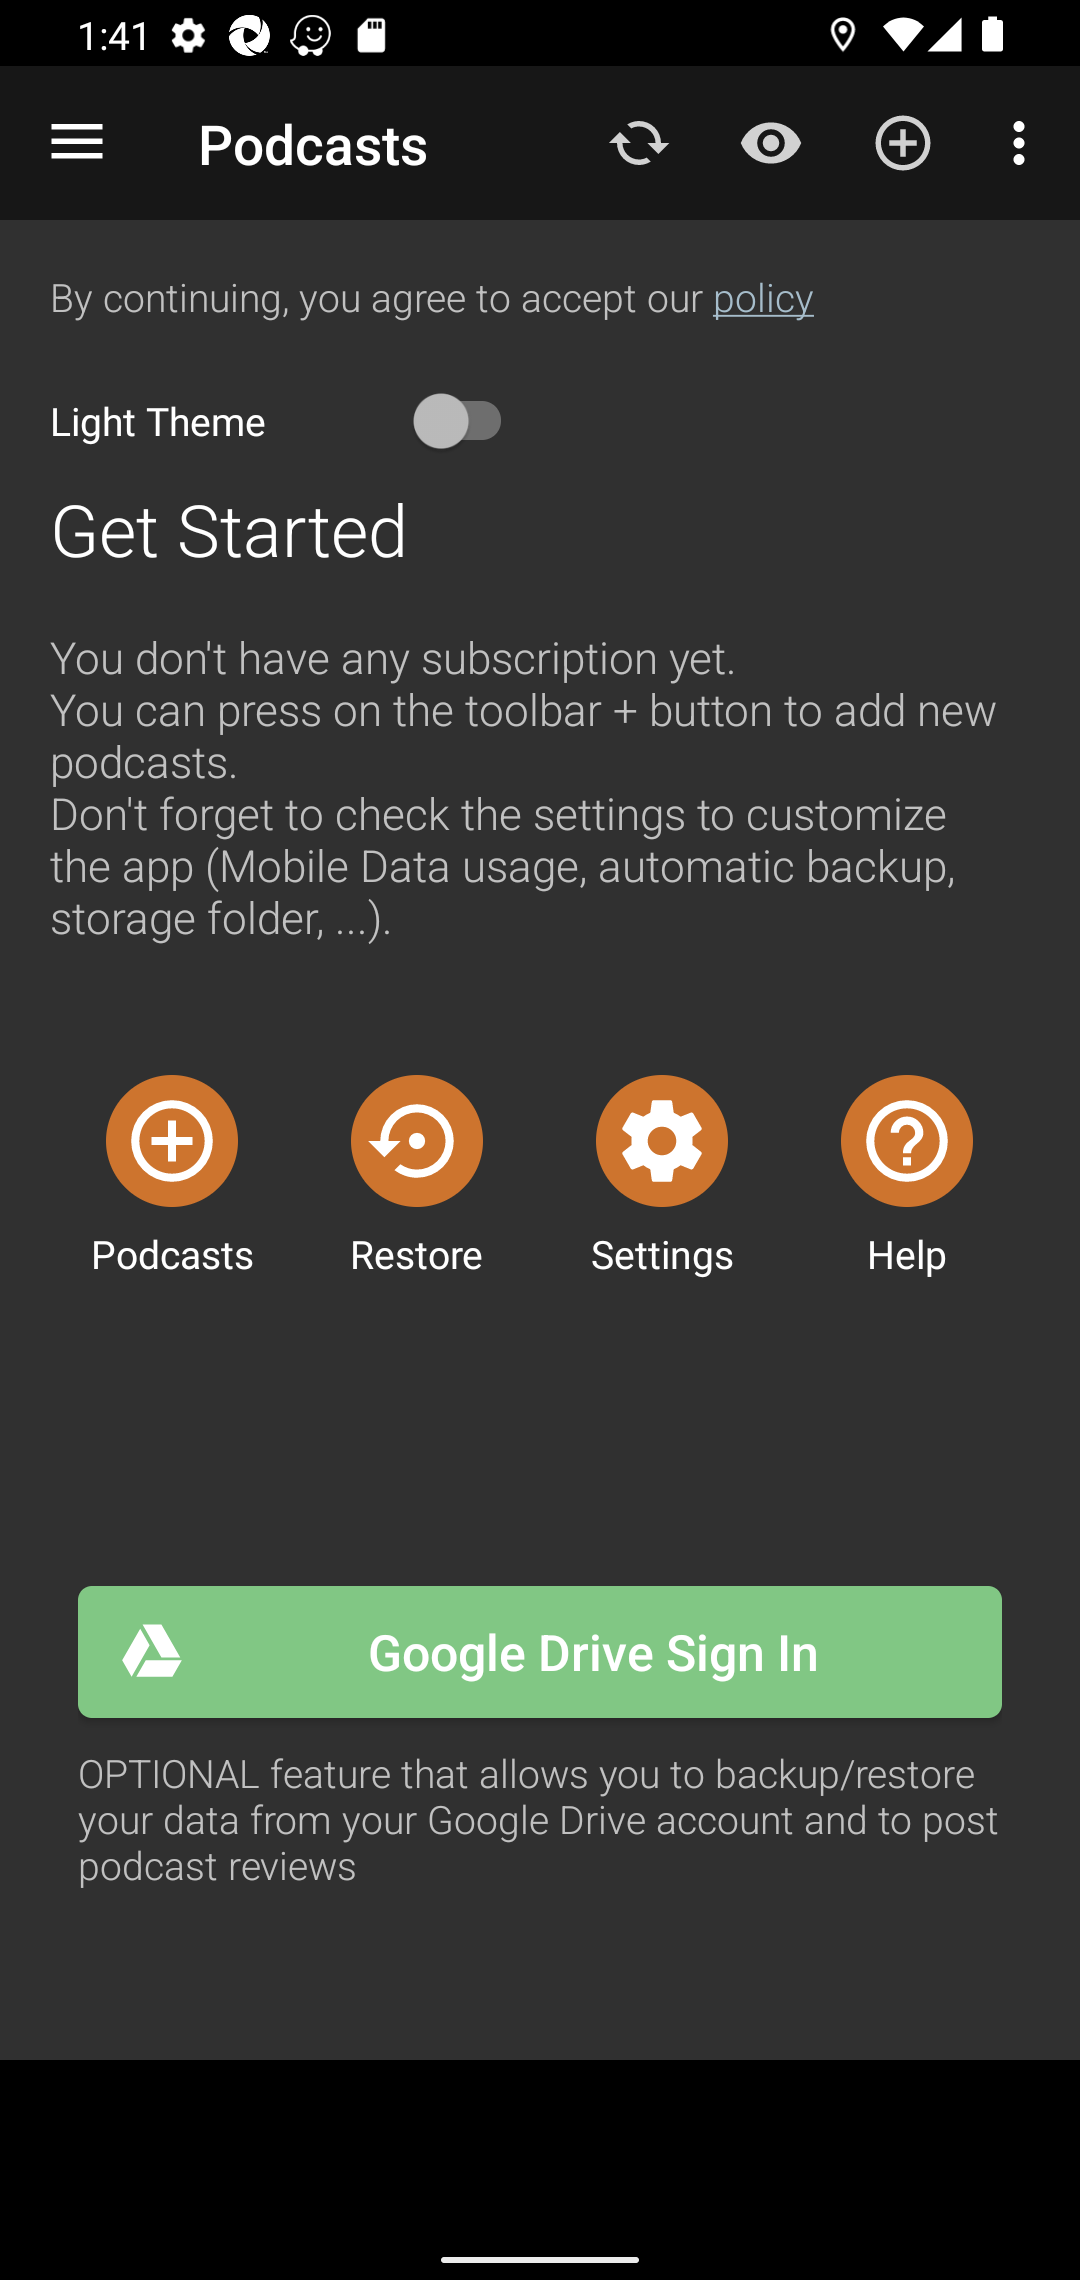 1:41
Podcasts
By continuing, you agree to accept our policy
Light Theme
Get Started
You don't have any subscription yet.
You can press on the toolbar + button to add new
podcasts.
Don't forget to check the settings to customize
the app (Mobile Data usage, automatic backup,
storage folder, ...).
Podcasts Restore Settings Help
Google Drive Sign In
OPTIONAL feature that allows you to backup/restore
your data from your Google Drive account and to post
podcast reviews